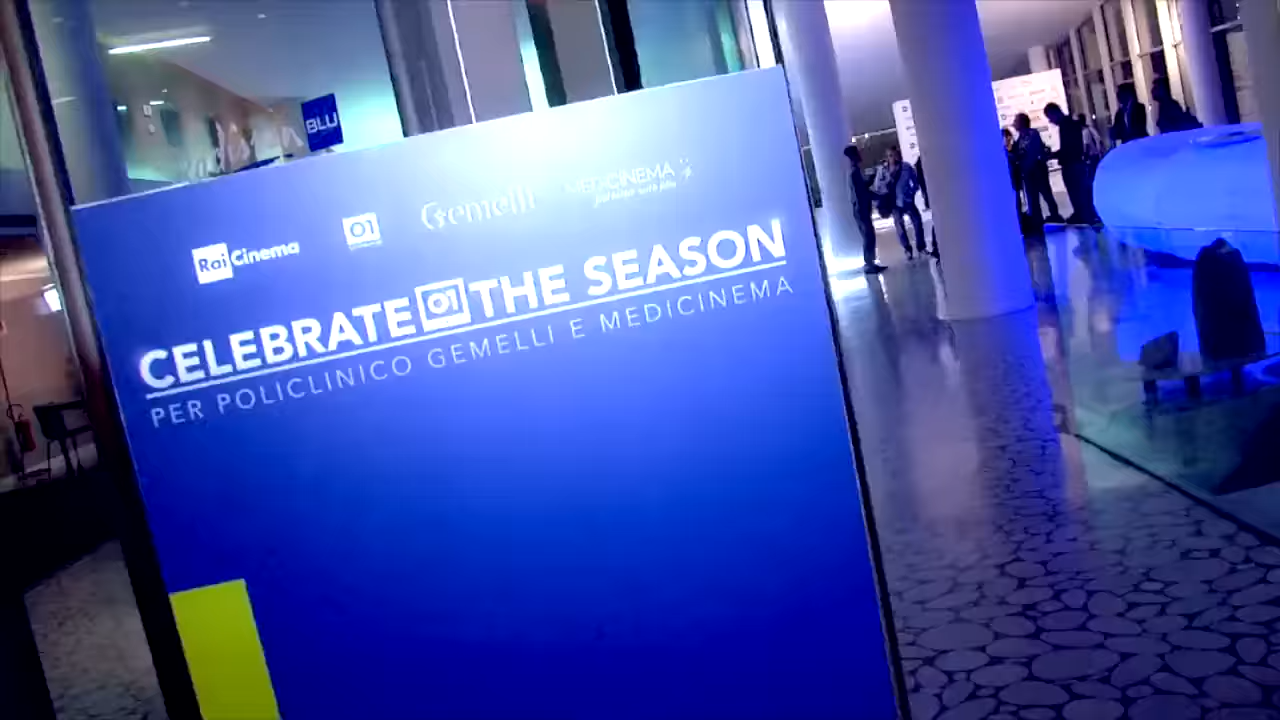 BLU
Rai Cinema 01 Gemelli MEDICINEMA
CELEBRATE 01 THE SEASON
PER POLICLINICO GEMELLI E MEDICINEMA